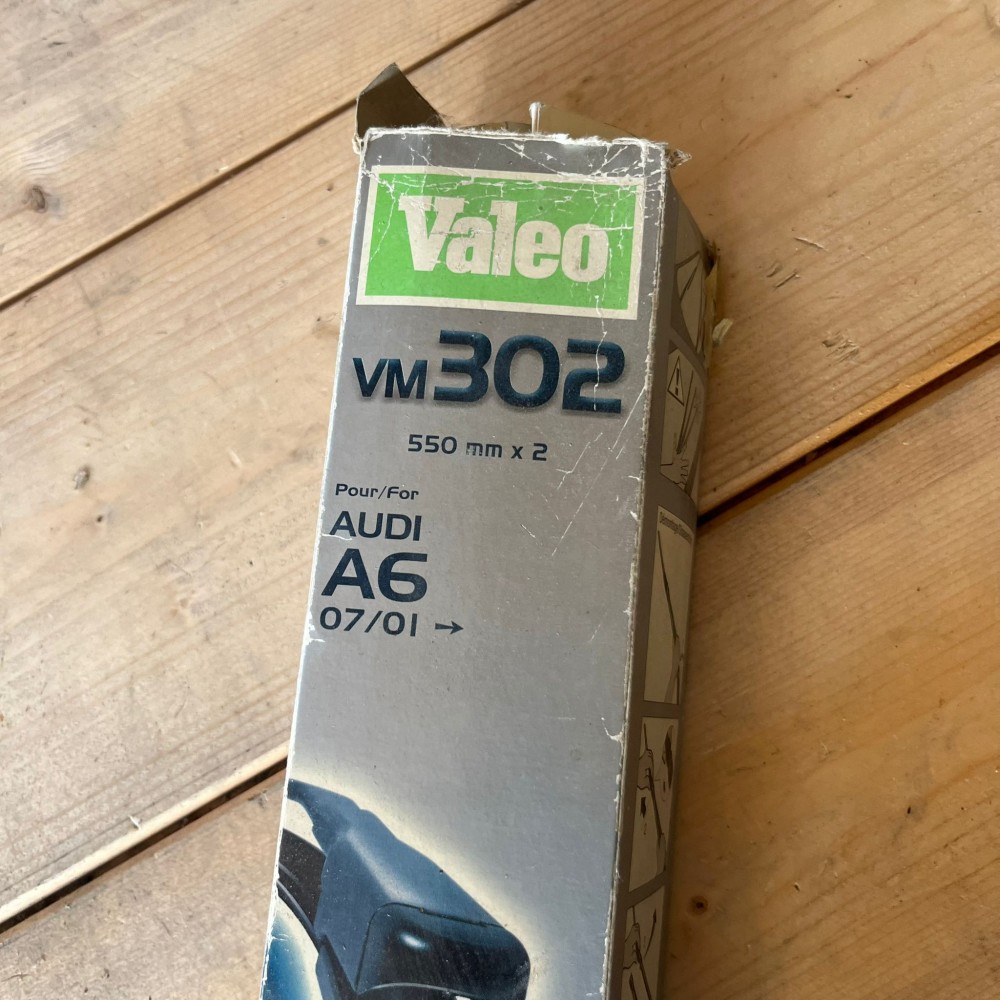 Valeo
VM302
550 mm x 2
Pour/For
AUDI
A6
07/01 →